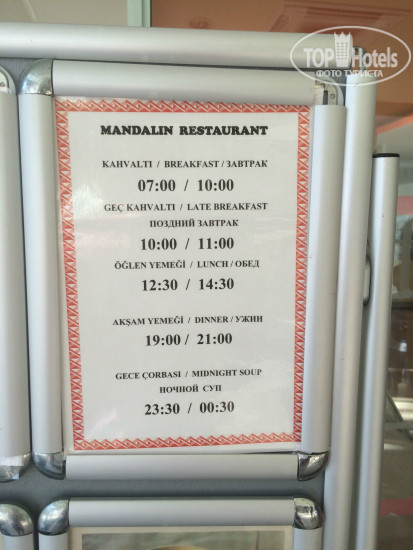 TOPHotels
ФОТО ТУРИСТА
MANDALIN RESTAURANT
KAHVALTI / BREAKFAST / ЗАВТРАК
07:00 / 10:00
GEÇ KAHVALTI / LATE BREAKFAST
ПОЗДНИЙ ЗАВТРАК
10:00 / 11:00
ÖĞLEN YEMEĞİ / LUNCH / ОБЕД
12:30 / 14:30
AKŞAM YEMEĞİ / DINNER / УЖИН
19:00 / 21:00
GECE ÇORBASI / MIDNIGHT SOUP
НОЧНОЙ СУП
23:30 / 00:30